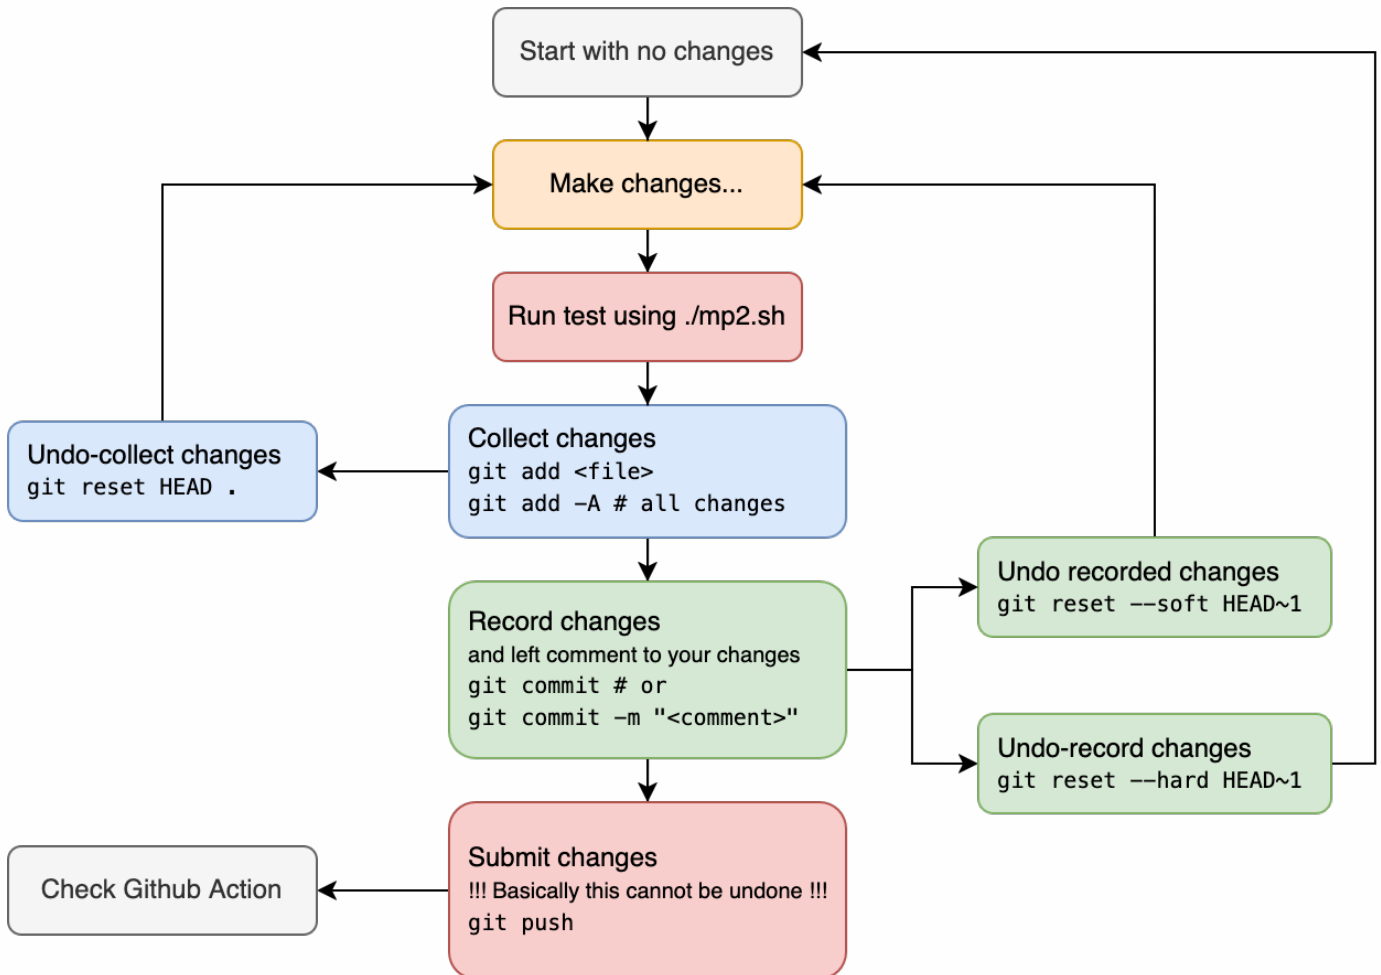 Start with no changes
Make changes...
Run test using ./mp2.sh
Collect changes
git add <file>
git add -A # all changes
Undo-collect changes
git reset HEAD .
Record changes
and left comment to your changes
git commit # or
git commit -m "<comment>"
Undo recorded changes
git reset --soft HEAD~1
Undo-record changes
git reset --hard HEAD~1
Submit changes
!!! Basically this cannot be undone !!!
git push
Check Github Action